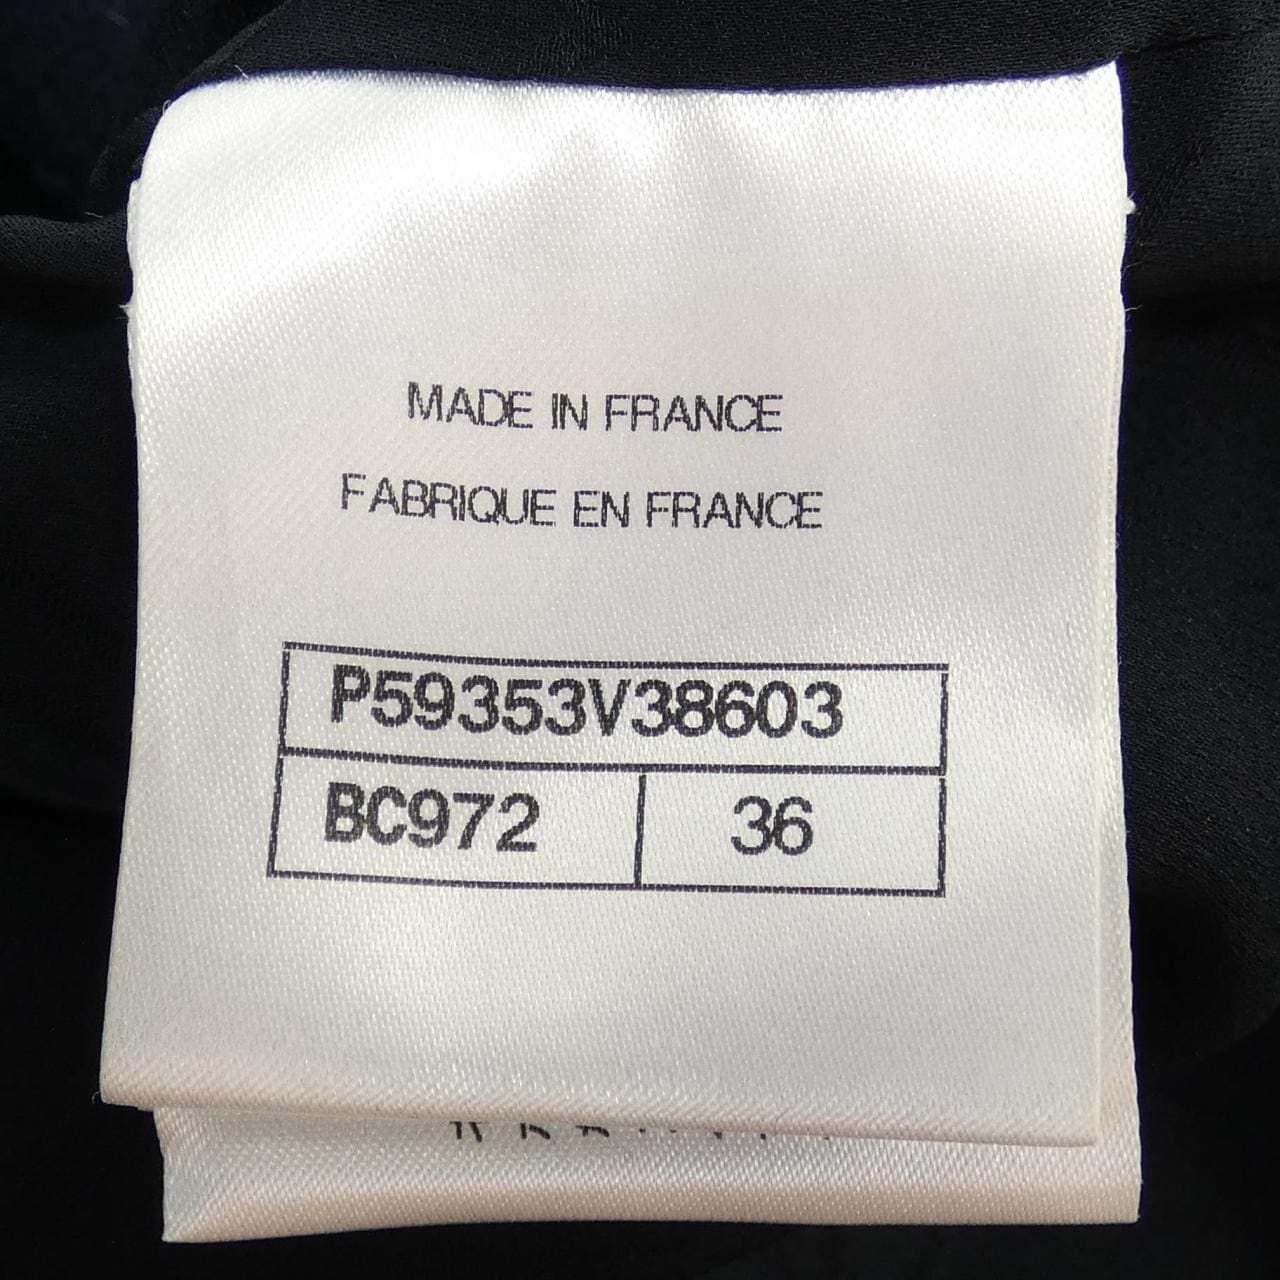 MADE IN FRANCE
FABRIQUE EN FRANCE
P59353V38603
BC972 36